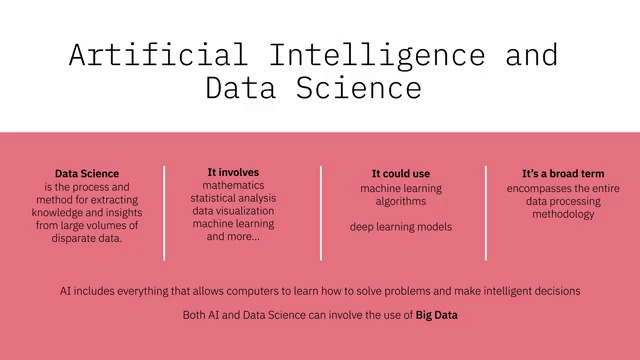 Artificial Intelligence and
Data Science
Data Science
is the process and
method for extracting
knowledge and insights
from large volumes of
disparate data.
It involves
mathematics
statistical analysis
data visualization
machine learning
and more...
It could use
machine learning
algorithms
deep learning models
It's a broad term
encompasses the entire
data processing
methodology
AI includes everything that allows computers to learn how to solve problems and make intelligent decisions
Both AI and Data Science can involve the use of Big Data